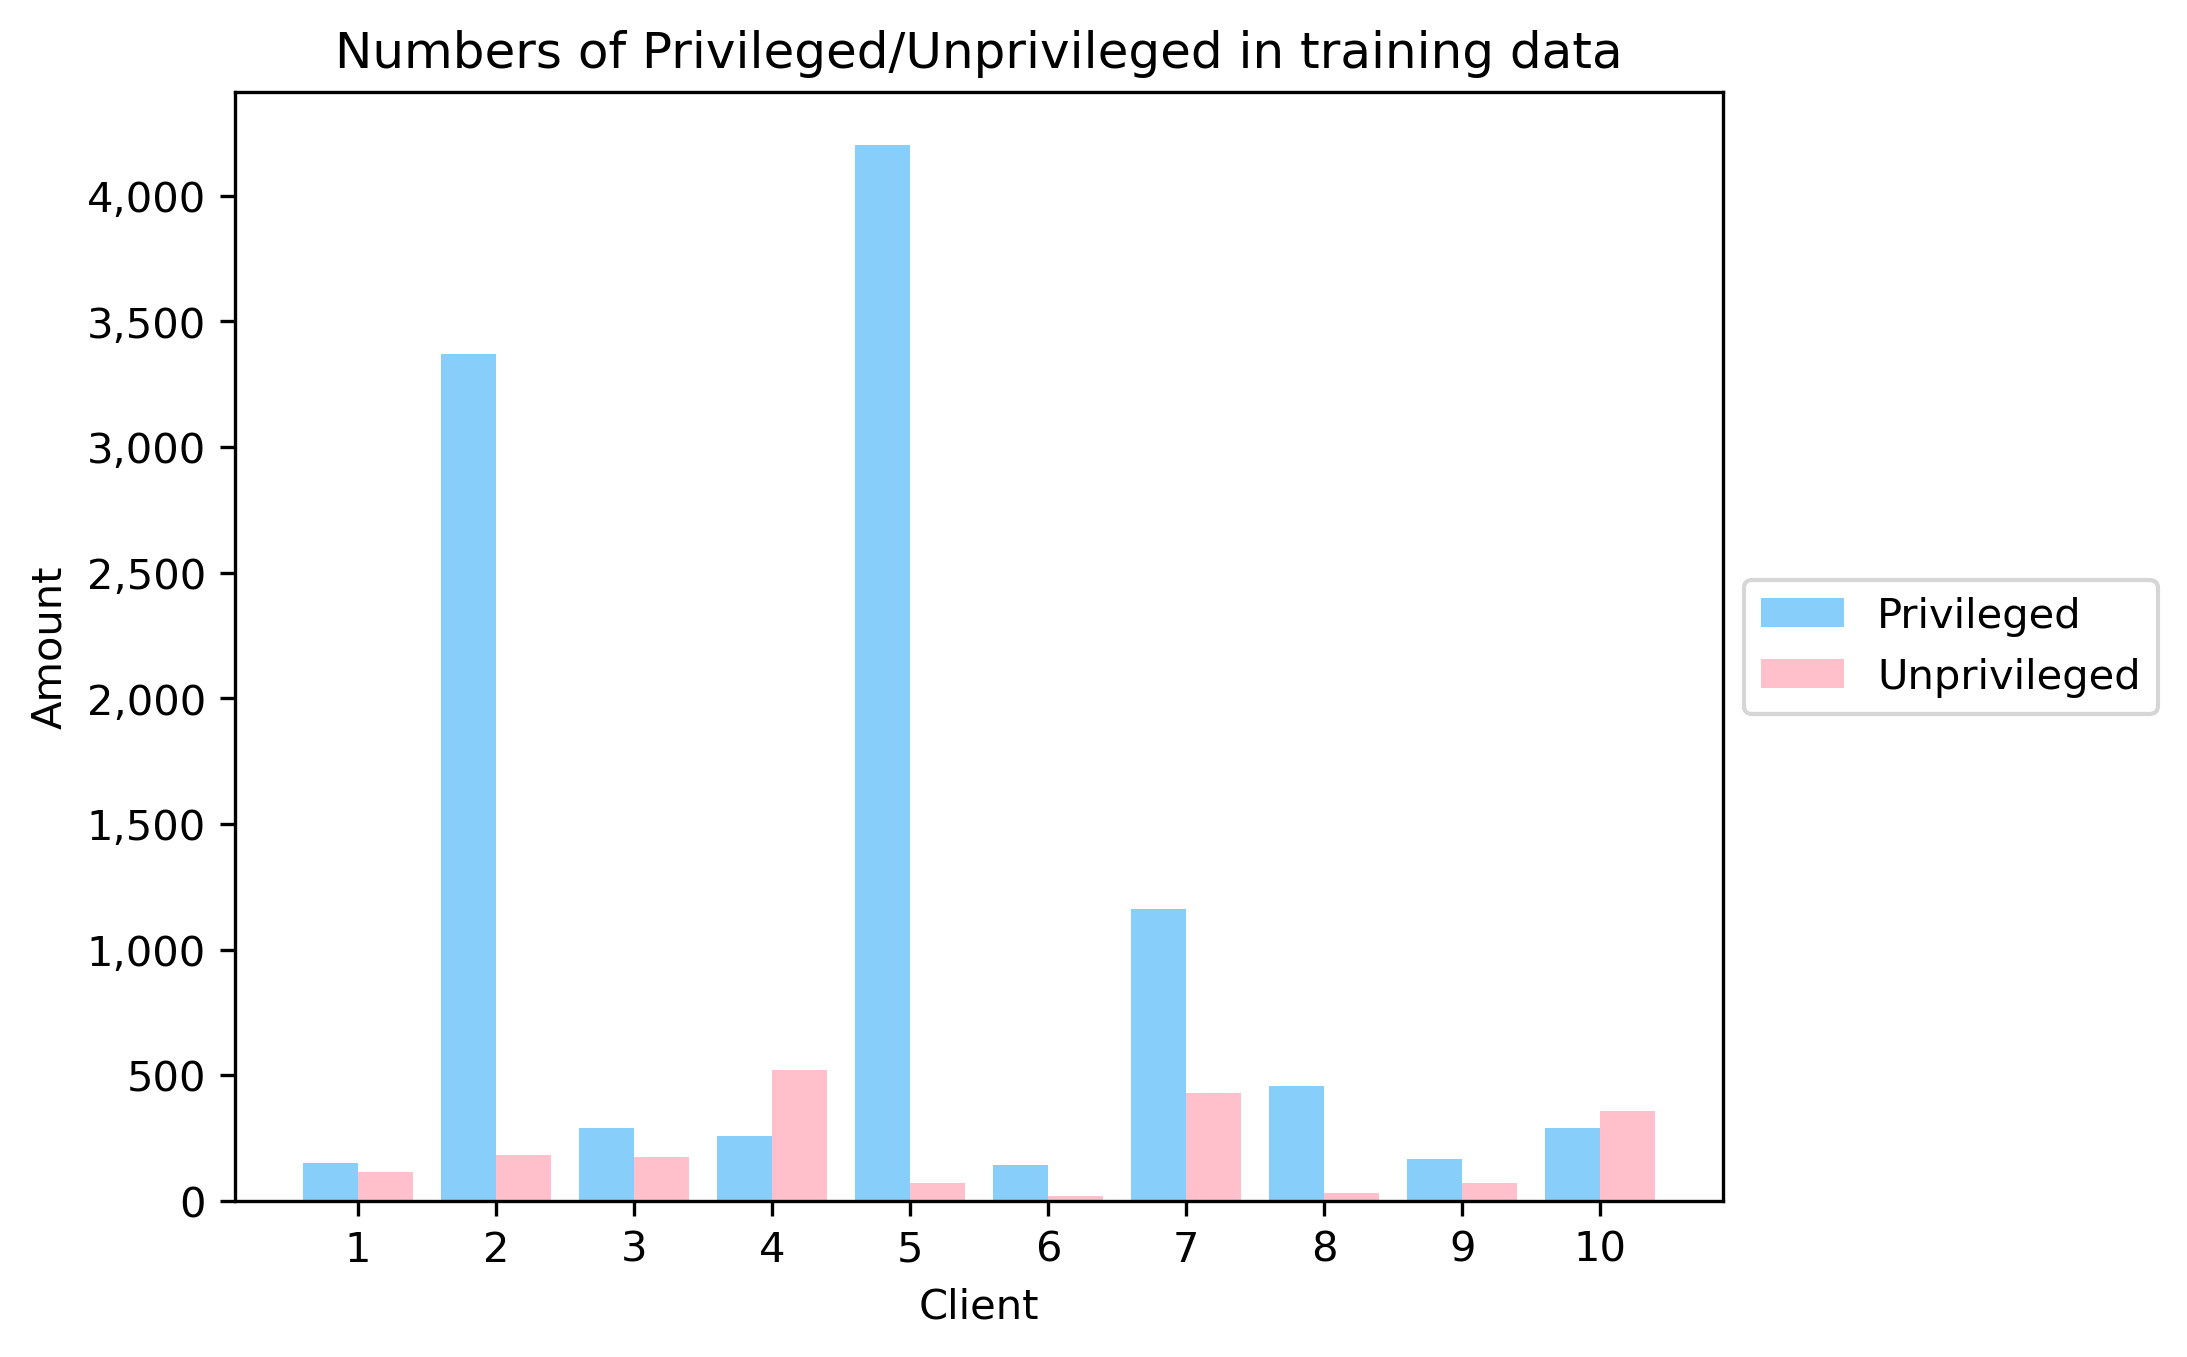 Numbers of Privileged/Unprivileged in training data
Amount
4,000
3,500
3,000
2,500
2,000
1,500
1,000
500
0
1 2 3 4 5 6 7 8 9 10
Client
Privileged
Unprivileged